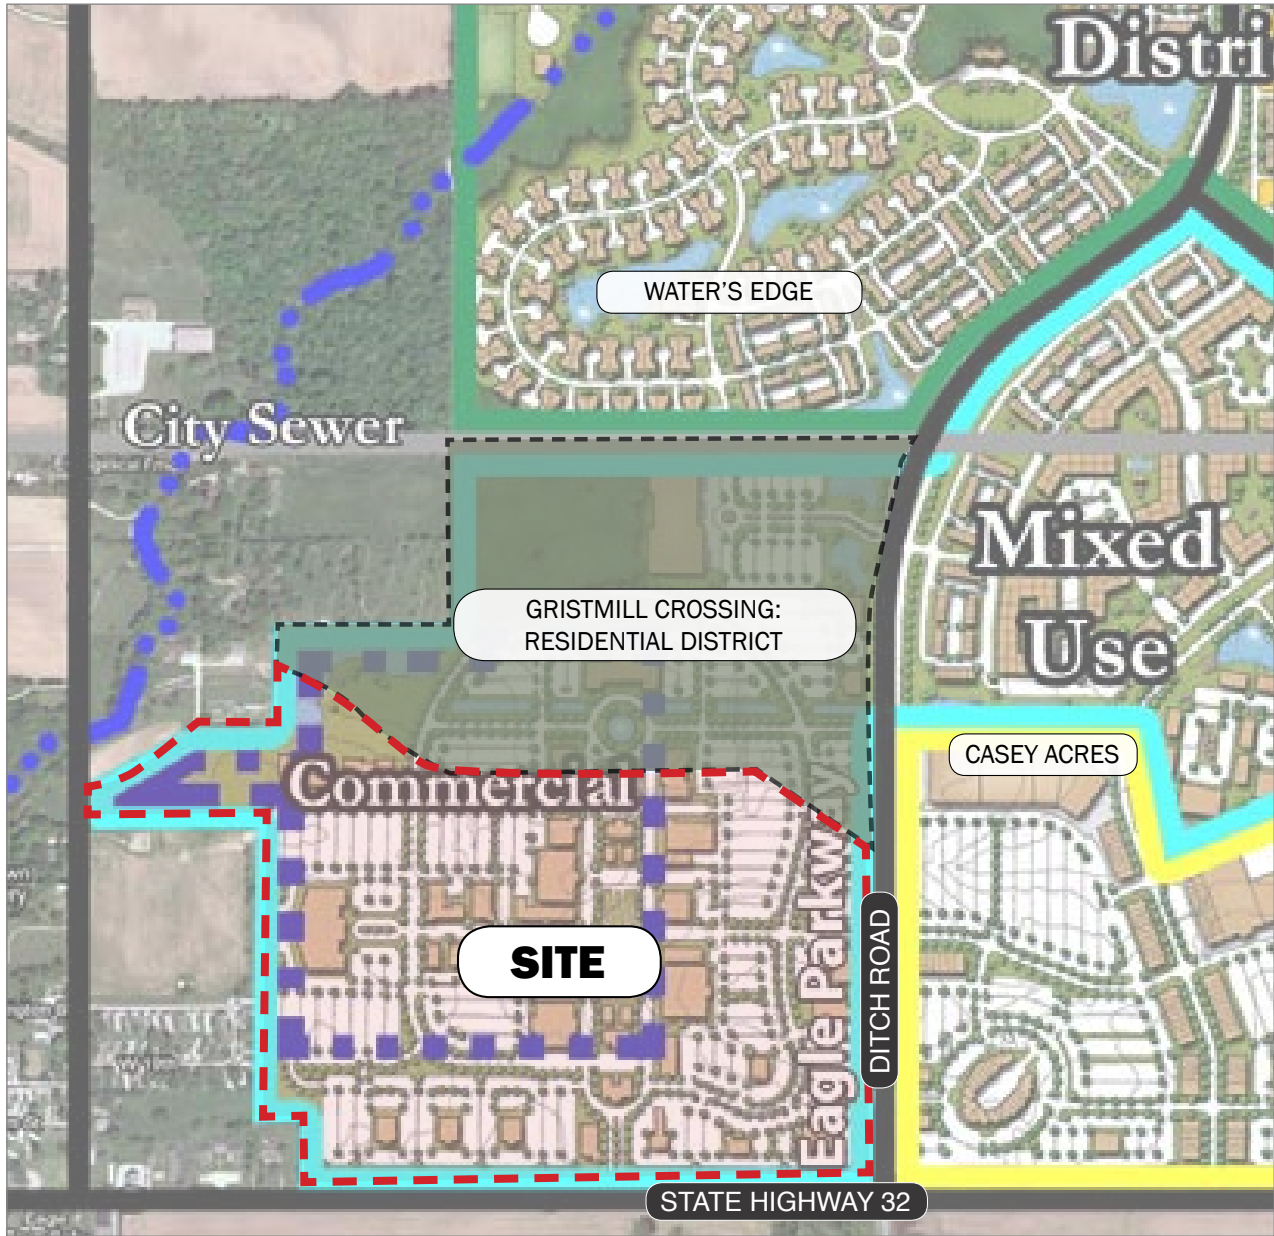 Distri
WATER'S EDGE
City Sewer
Mixed
Use
GRISTMILL CROSSING:
RESIDENTIAL DISTRICT
CASEY ACRES
Commercial
Eagle Parkway
SITE
DITCH ROAD
STATE HIGHWAY 32